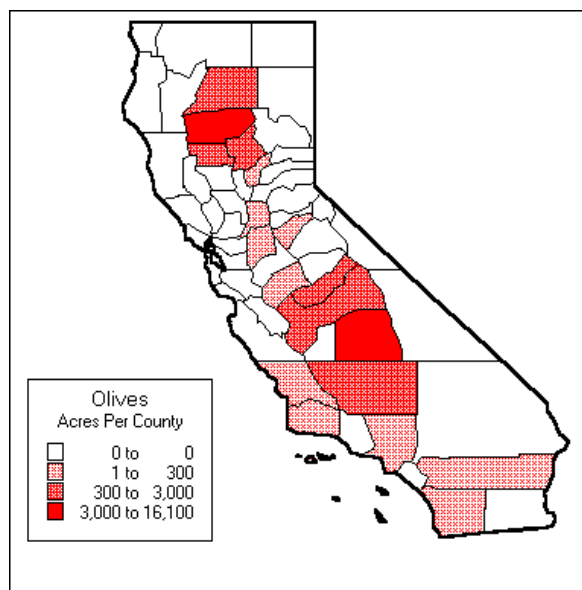 Olives
Acres Per County
0 to 0
1 to 300
300 to 3,000
3,000 to 16,100